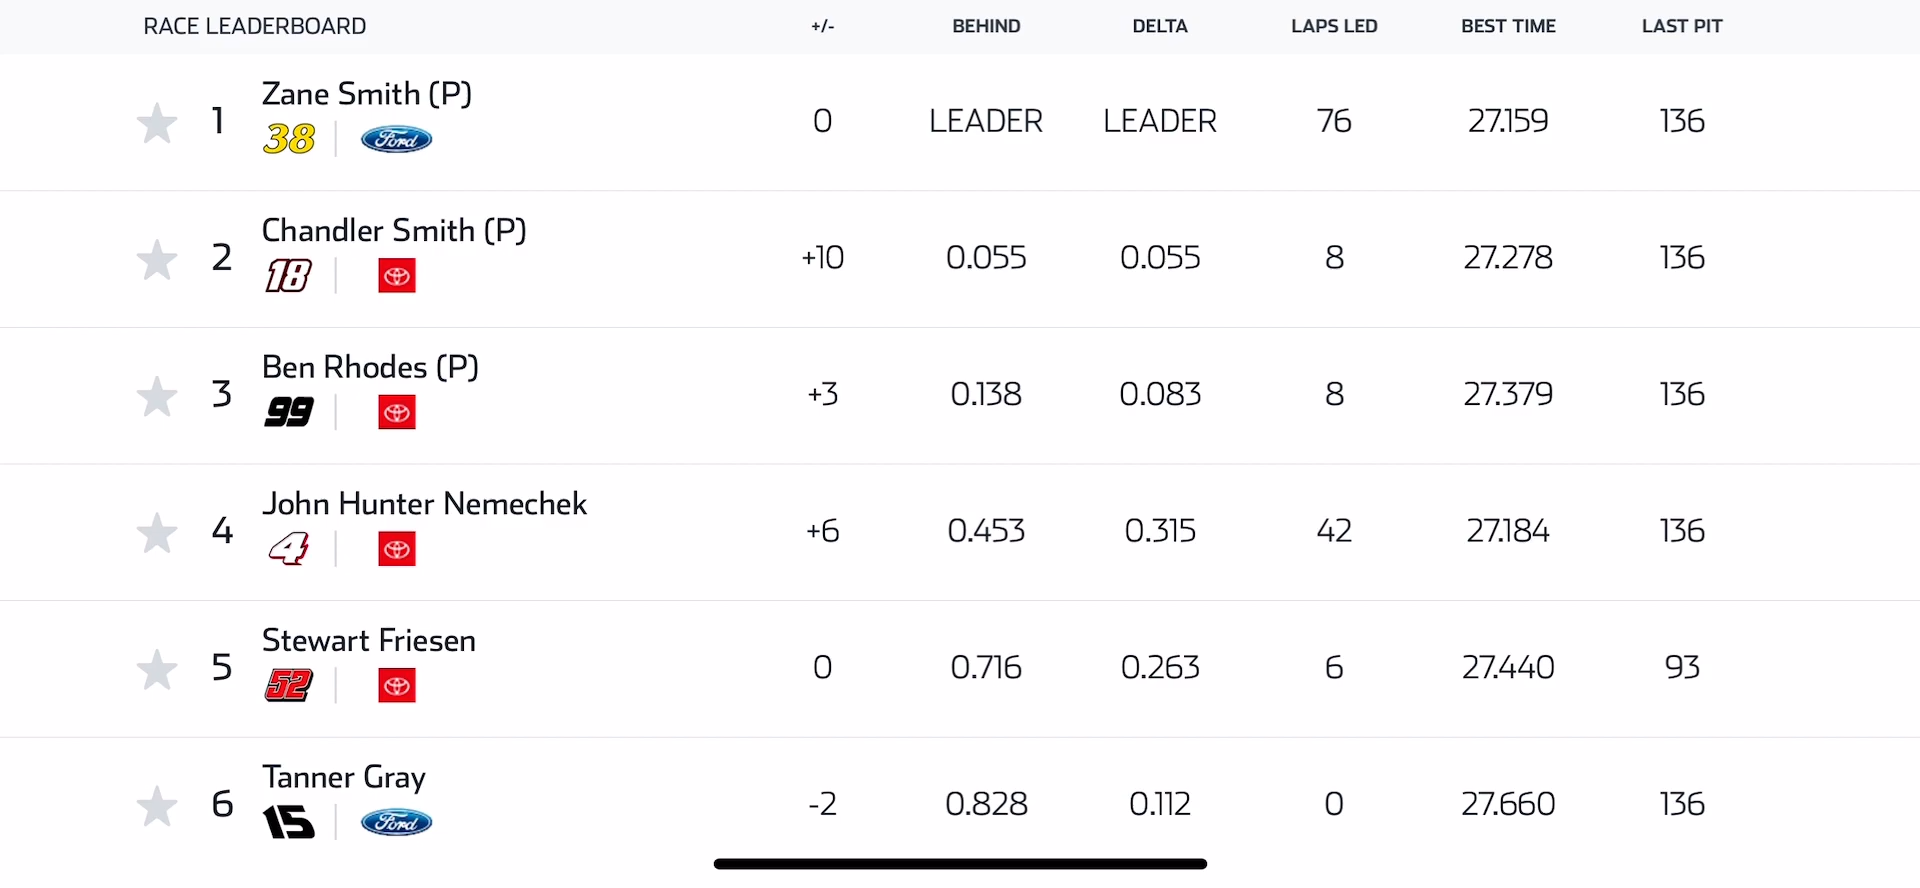 RACE LEADERBOARD +/- BEHIND DELTA LAPS LED BEST TIME LAST PIT
Zane Smith (P)
1 0 LEADER LEADER 76 27.159 136
38 Ford
Chandler Smith (P)
2 +10 0.055 0.055 8 27.278 136
18
Ben Rhodes (P)
3 +3 0.138 0.083 8 27.379 136
99
John Hunter Nemechek
4 +6 0.453 0.315 42 27.184 136
4
Stewart Friesen
5 0 0.716 0.263 6 27.440 93
52
Tanner Gray
6 -2 0.828 0.112 0 27.660 136
15 Ford